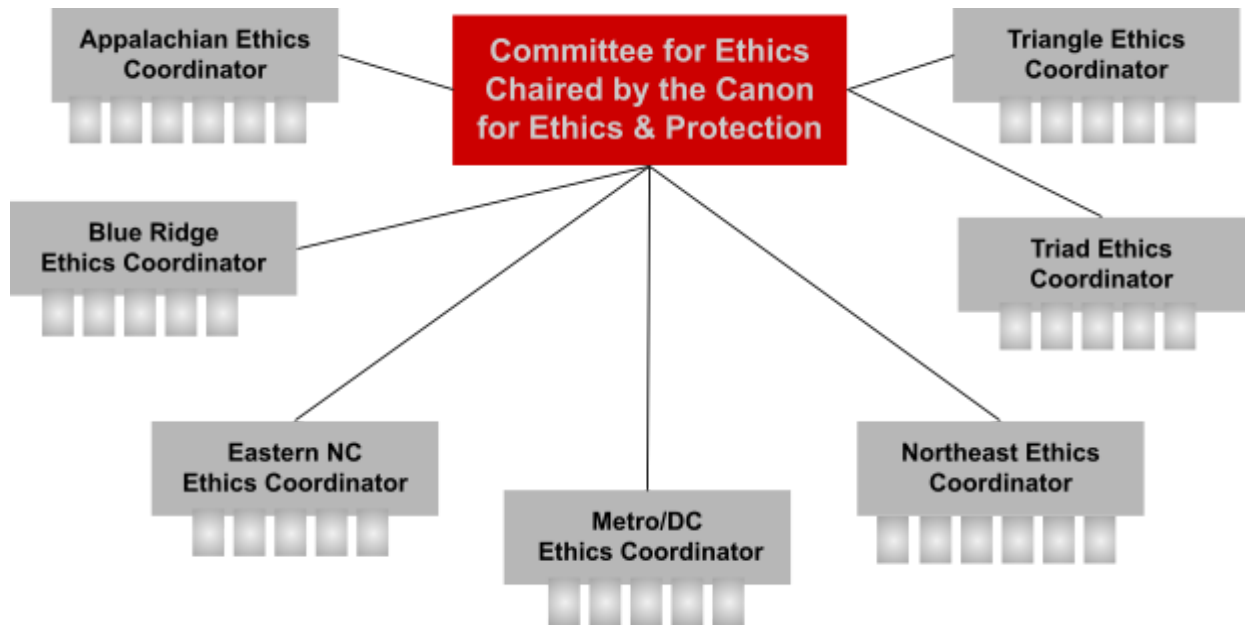 Appalachian Ethics
Coordinator
Committee for Ethics
Chaired by the Canon
for Ethics & Protection
Triangle Ethics
Coordinator
Blue Ridge
Ethics Coordinator
Triad Ethics
Coordinator
Eastern NC
Ethics Coordinator
Metro/DC
Ethics Coordinator
Northeast Ethics
Coordinator